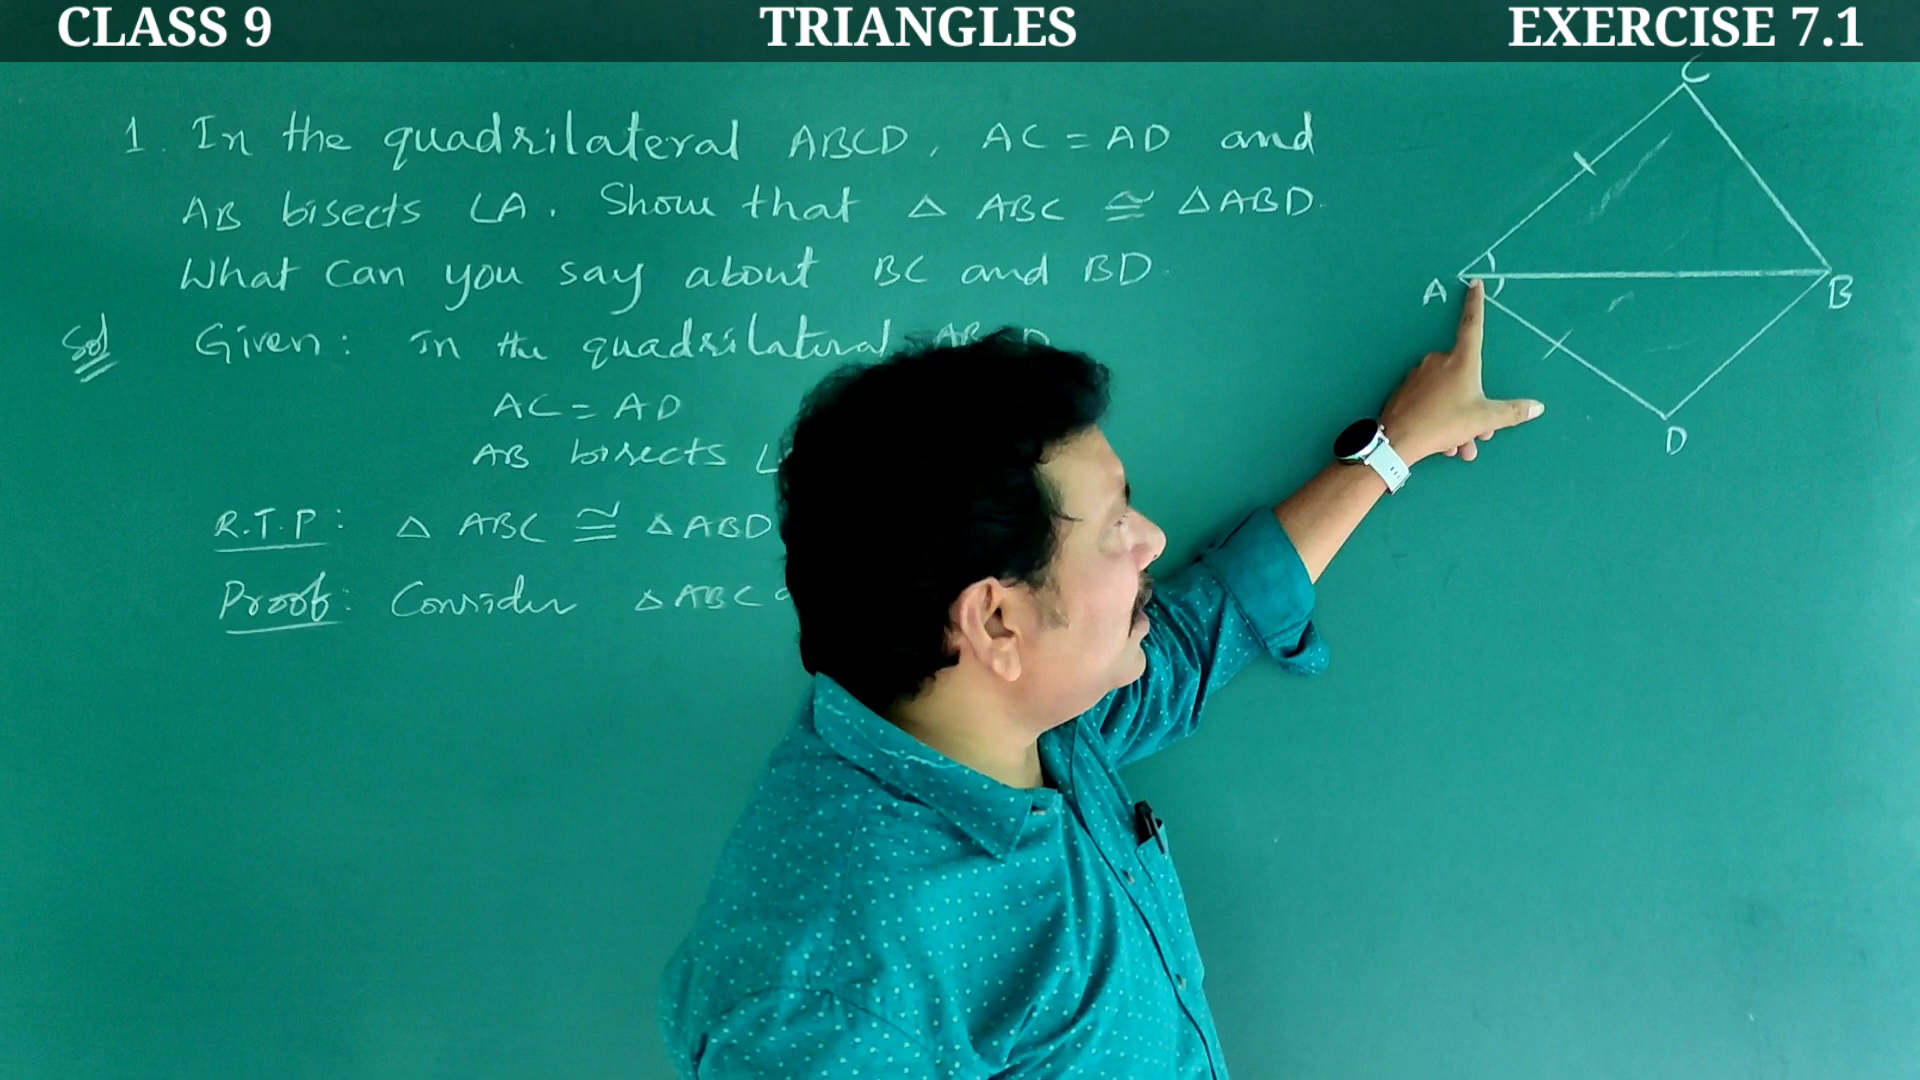 CLASS 9 TRIANGLES EXERCISE 7.1
1. In the quadrilateral ABCD, AC = AD and
AB bisects ∠A. Show that △ ABC ≅ △ABD.
What can you say about BC and BD.
Sol Given: In the quadrilateral
AC = AD
AB bisects ∠
R.T.P: △ ABC ≅ △ABD
Proof: Consider △ABC
C
A
B
D